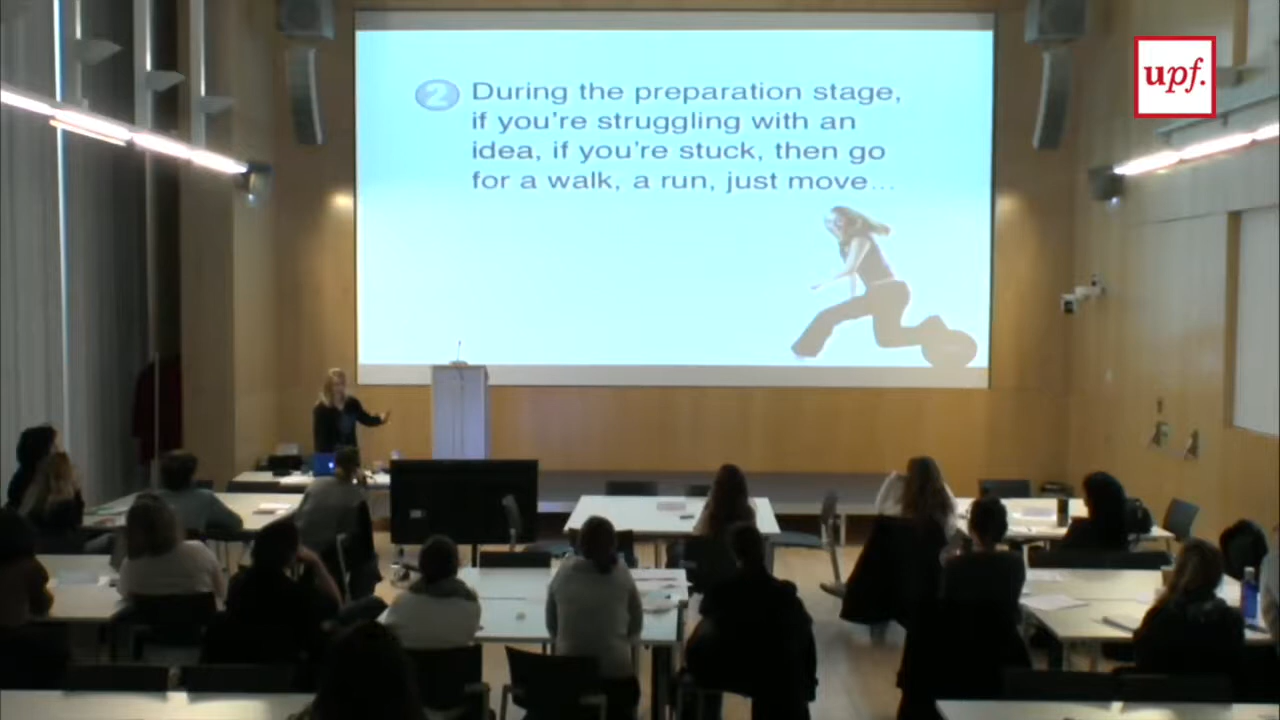 2 During the preparation stage,
if you're struggling with an
idea, if you're stuck, then go
for a walk, a run, just move...
upf.